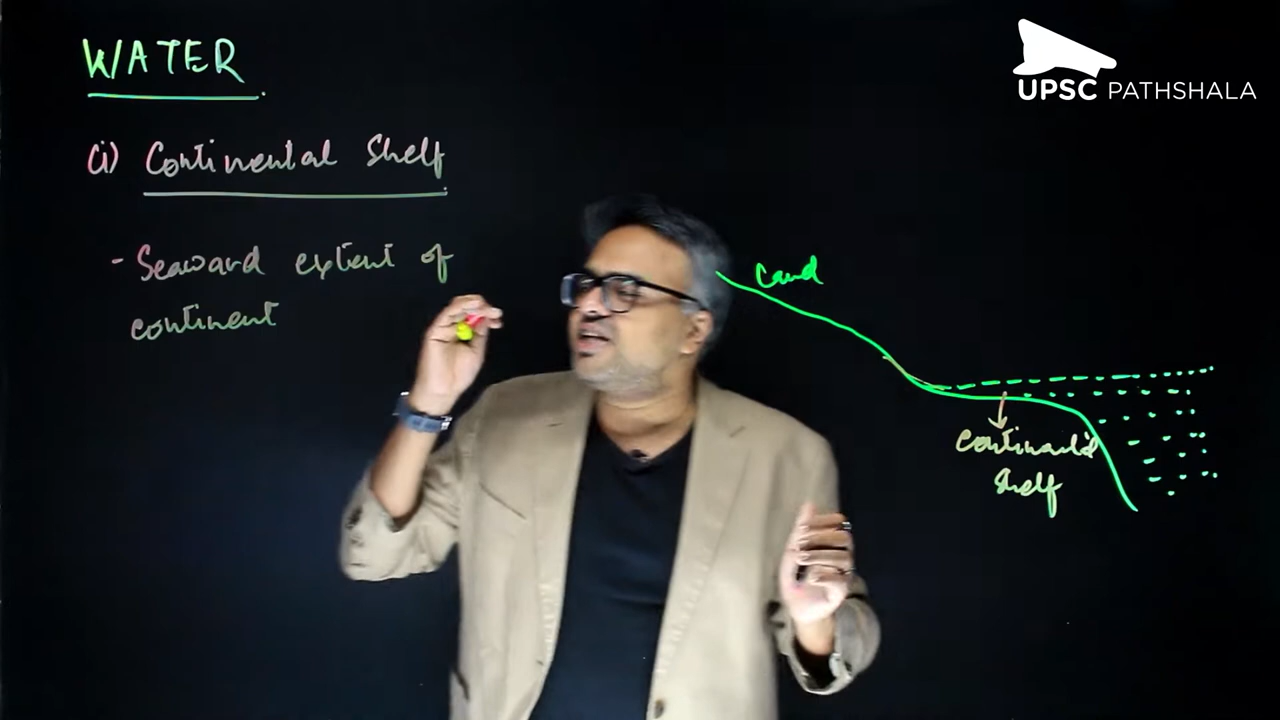 WATER
(i) Continental Shelf
- Seaward extent of
continent
Land
Continental
Shelf
UPSC PATHSHALA